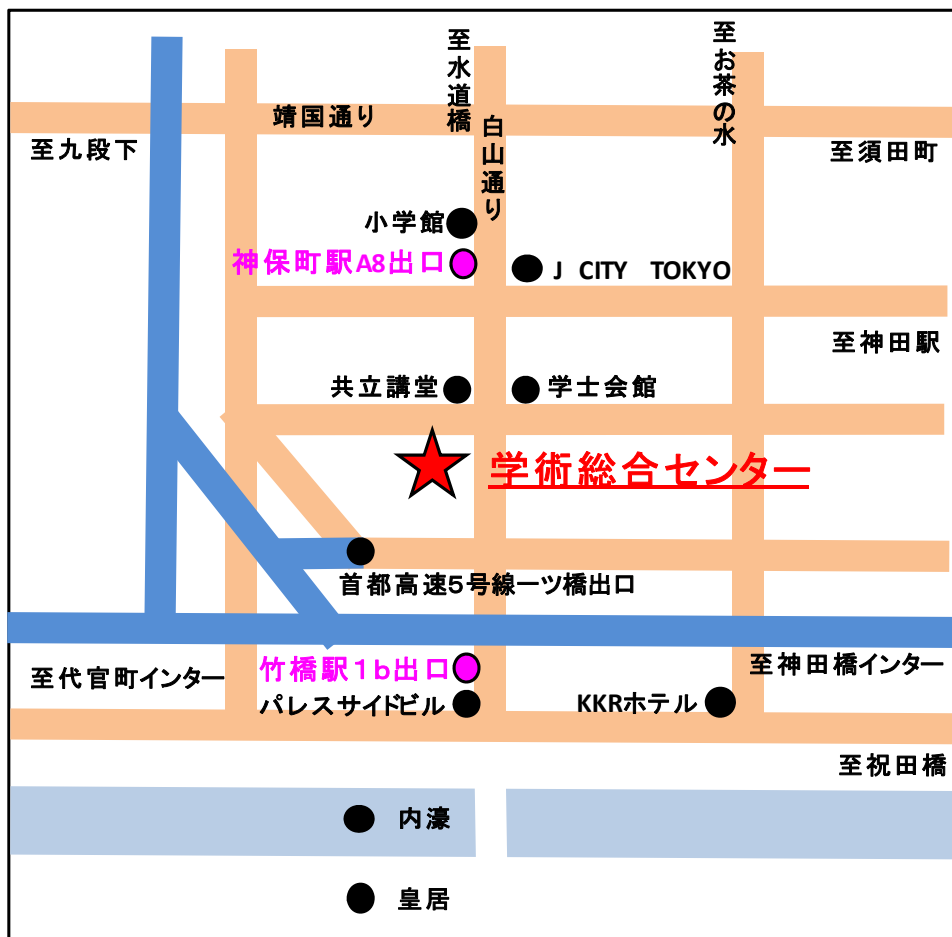 至水道橋
至お茶の水
靖国通り
白山通り
至九段下
至須田町
小学館
神保町駅A8出口
J CITY TOKYO
至神田駅
共立講堂
学士会館
学術総合センター
首都高速5号線一ツ橋出口
竹橋駅1b出口
至神田橋インター
至代官町インター
パレスサイドビル
KKRホテル
至祝田橋
内濠
皇居